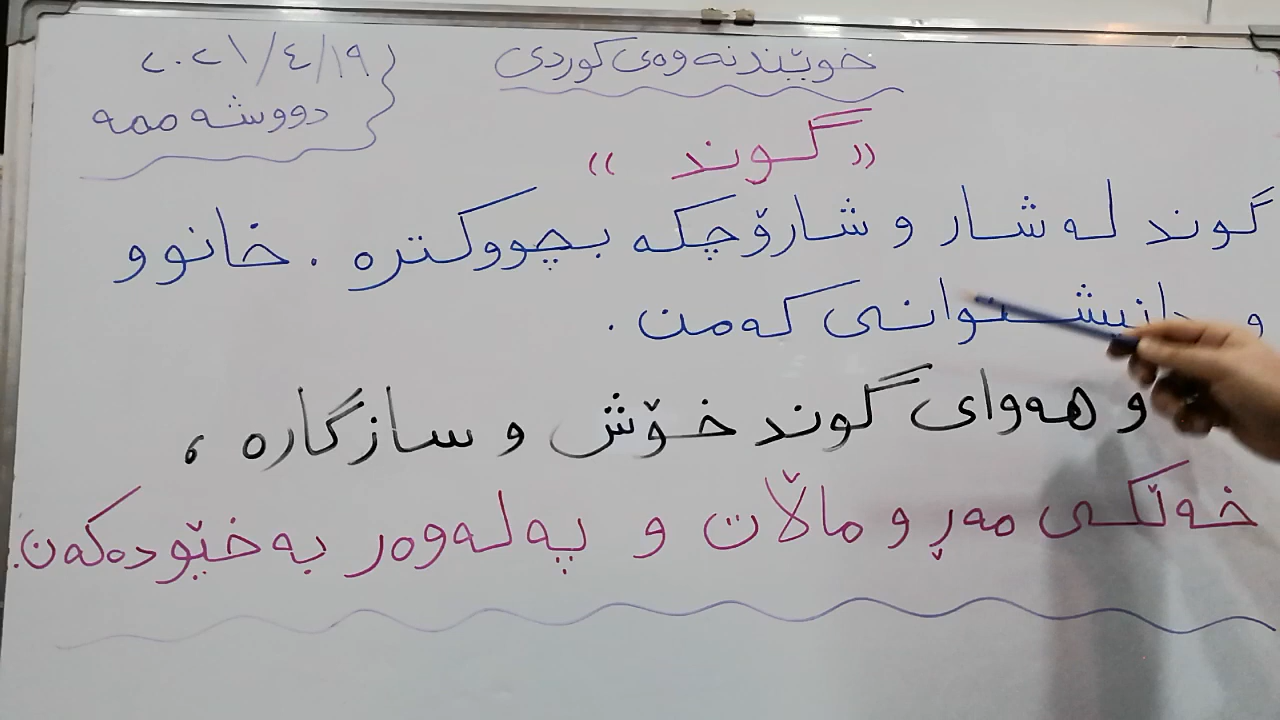 خوێندنەوەی کوردی
٢٠٢١/٤/١٩
دووشەممە
«گوند»
گوند لە شار و شارۆچکە بچووکترە . خانوو
و دانیشتوانی کەمن .
و هەوای گوند خۆش و سازگارە ،
خەڵکی مەڕ و ماڵات و پەلەوەر بەخێودەکەن.